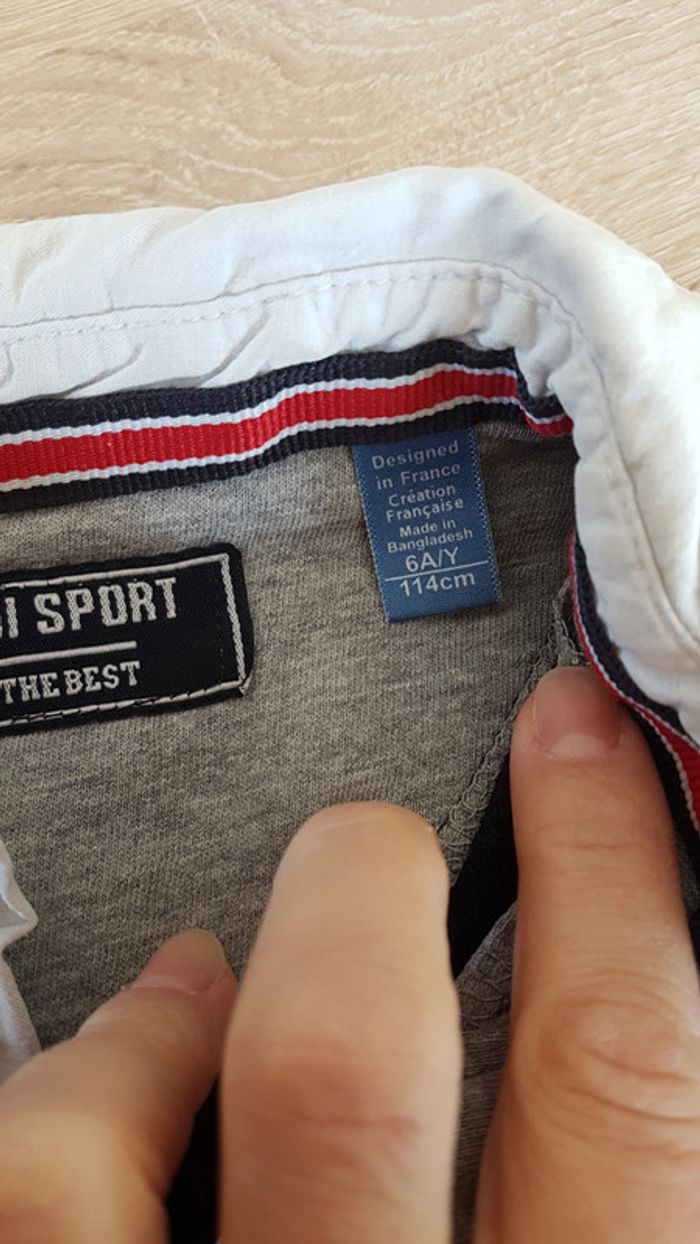 SPORT
THE BEST
Designed
in France
Création
Française
Made in
Bangladesh
6A/Y
114cm